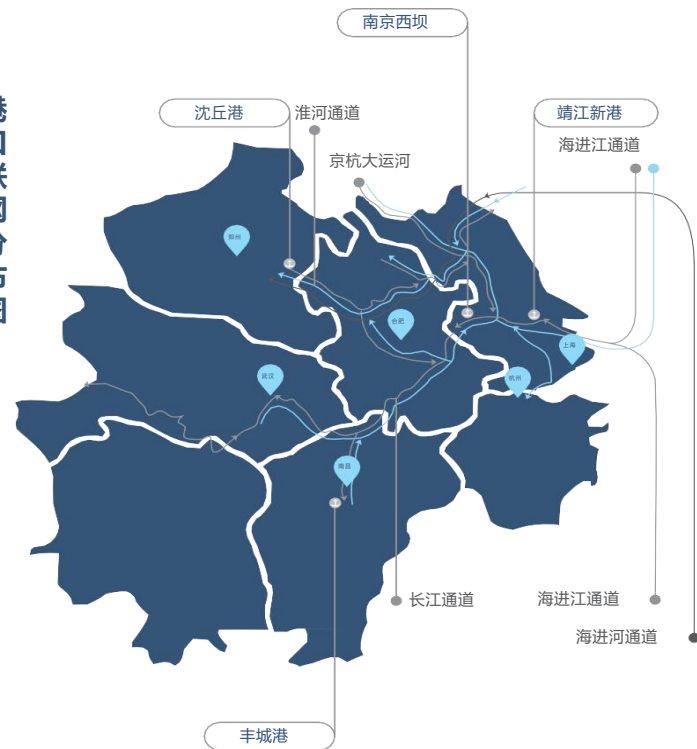 南京西坝
沈丘港
淮河通道
靖江新港
海进江通道
京杭大运河
郑州
合肥
上海
杭州
武汉
南昌
长江通道
海进江通道
海进河通道
丰城港